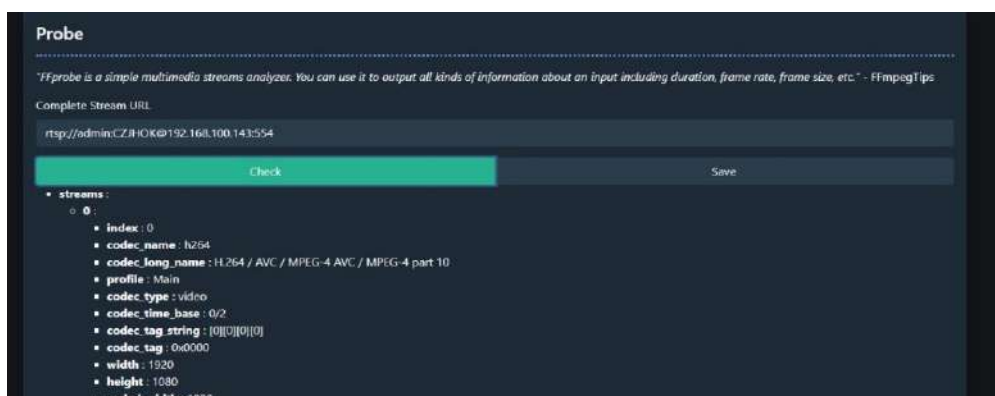 Probe
"FFprobe is a simple multimedia streams analyzer. You can use it to output all kinds of information about an input including duration, frame rate, frame size, etc." - FFmpegTips
Complete Stream URL
rtsp://admin:CZJHOK@192.168.100.143:554
Check Save
streams :
0 :
index : 0
codec_name : h264
codec_long_name : H.264 / AVC / MPEG-4 AVC / MPEG-4 part 10
profile : Main
codec_type : video
codec_time_base : 0/2
codec_tag_string : [0][0][0][0]
codec_tag : 0x0000
width : 1920
height : 1080